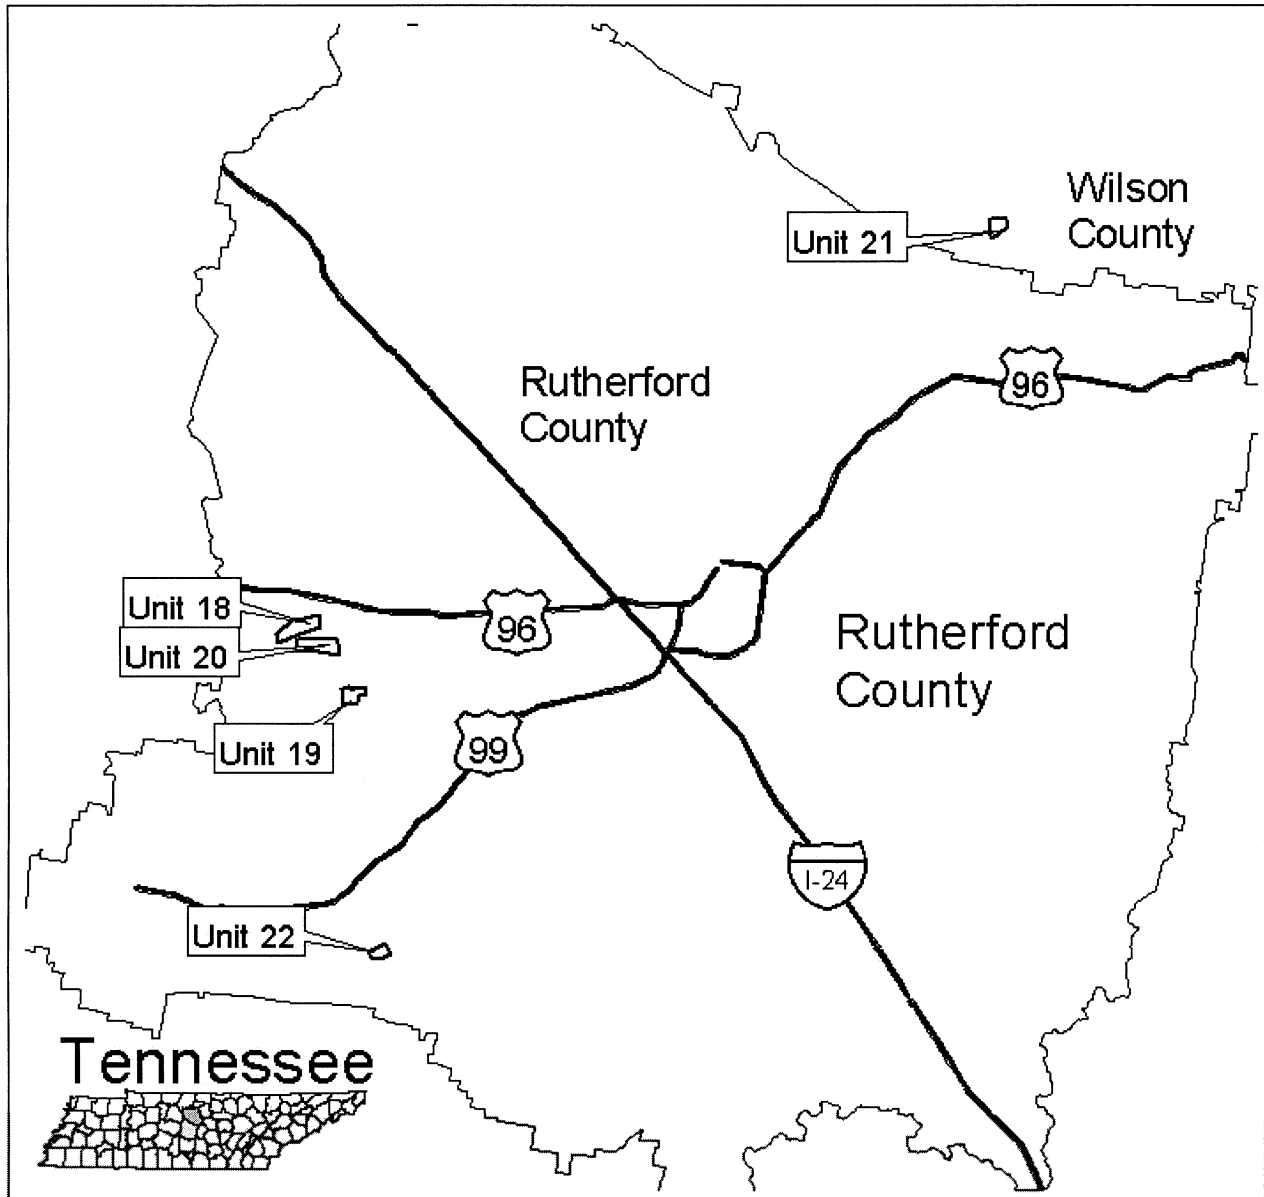 Wilson
County
Unit 21
96
Rutherford
County
Unit 18
96
Unit 20
Rutherford
County
Unit 19
99
I-24
Unit 22
Tennessee